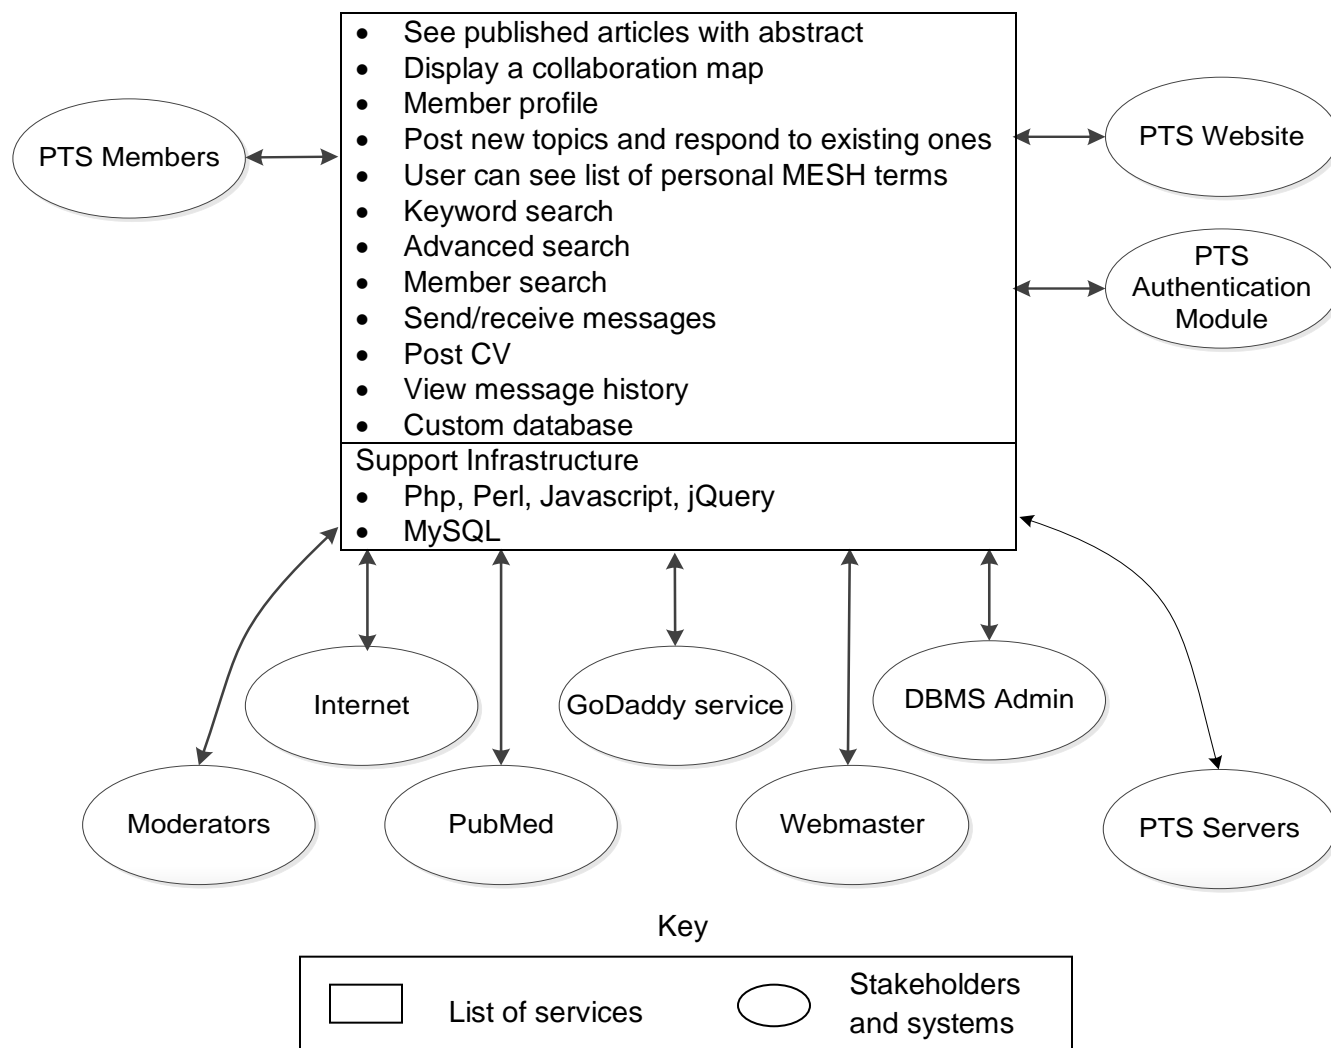 • See published articles with abstract
• Display a collaboration map
• Member profile
• Post new topics and respond to existing ones
• User can see list of personal MESH terms
• Keyword search
• Advanced search
• Member search
• Send/receive messages
• Post CV
• View message history
• Custom database
Support Infrastructure
• Php, Perl, Javascript, jQuery
• MySQL
PTS Members
PTS Website
PTS
Authentication
Module
Internet
GoDaddy service
DBMS Admin
Moderators
PubMed
Webmaster
PTS Servers
Key
List of services
Stakeholders
and systems